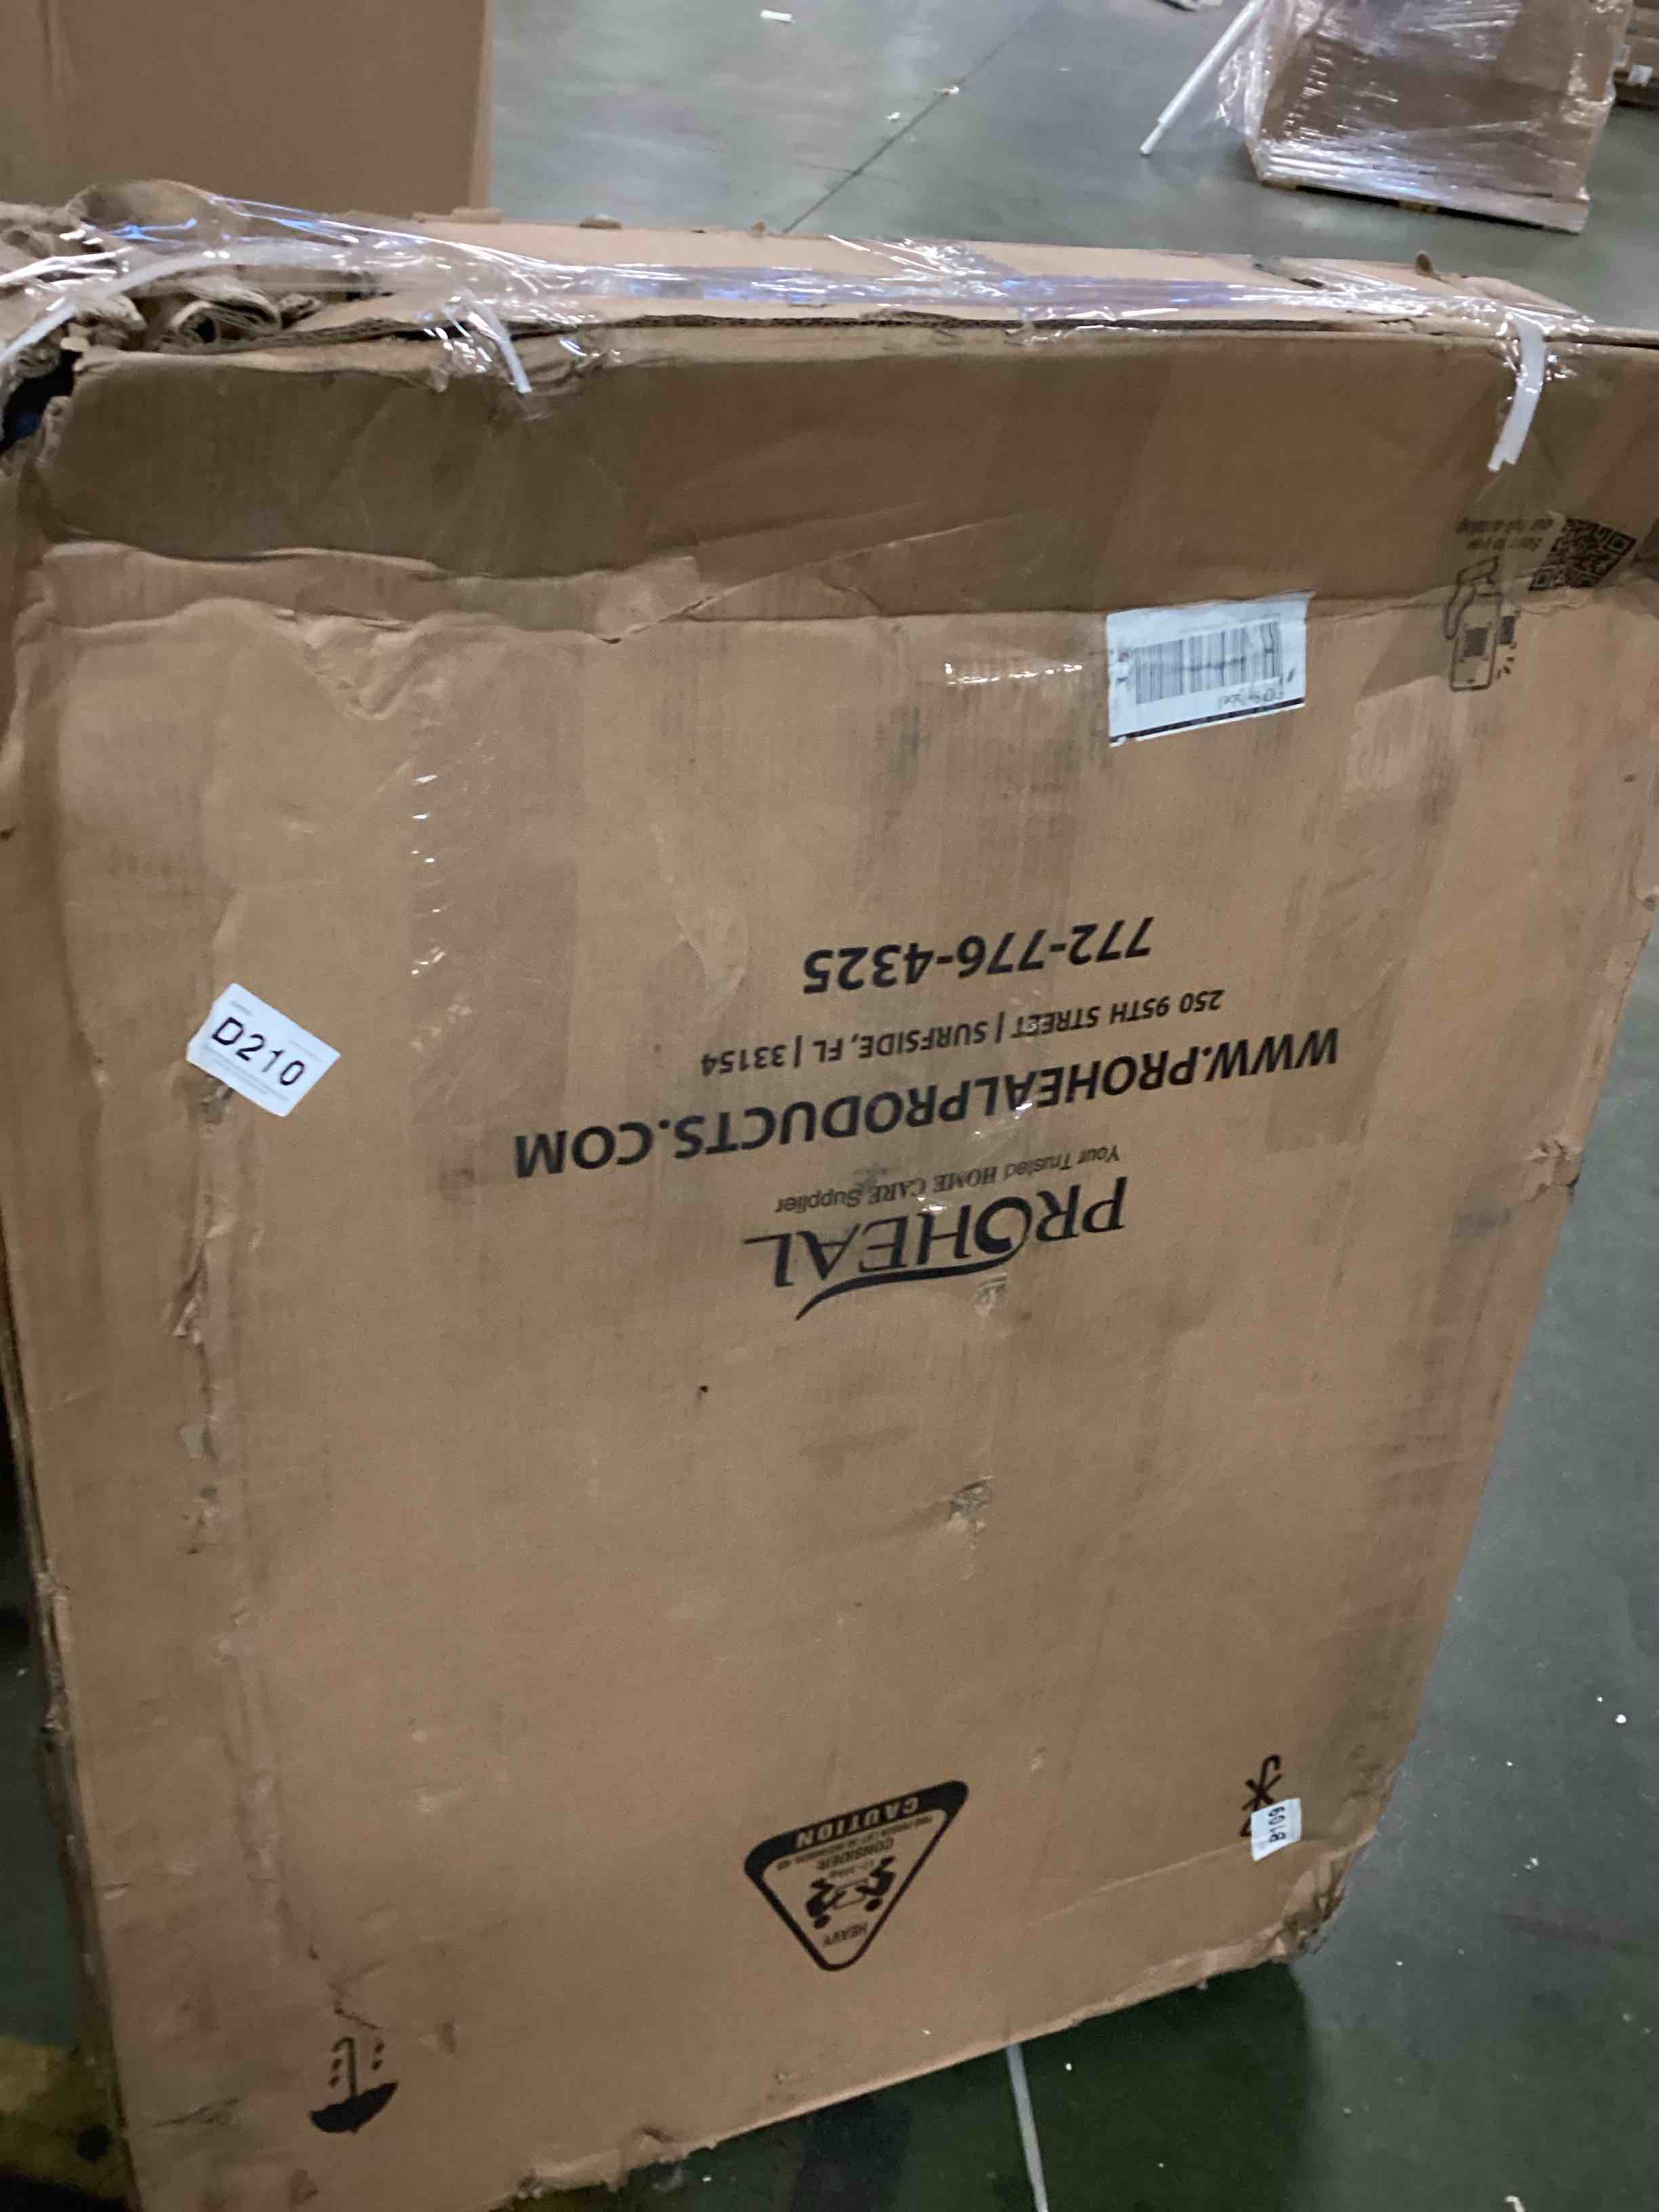 HEAVY
CONSIDER
CAUTION
PROHEAL
Your Trusted HOME CARE Supplier
WWW.PROHEALPRODUCTS.COM
250 95TH STREET | SURFSIDE, FL | 33154
772-776-4325
D210
B109